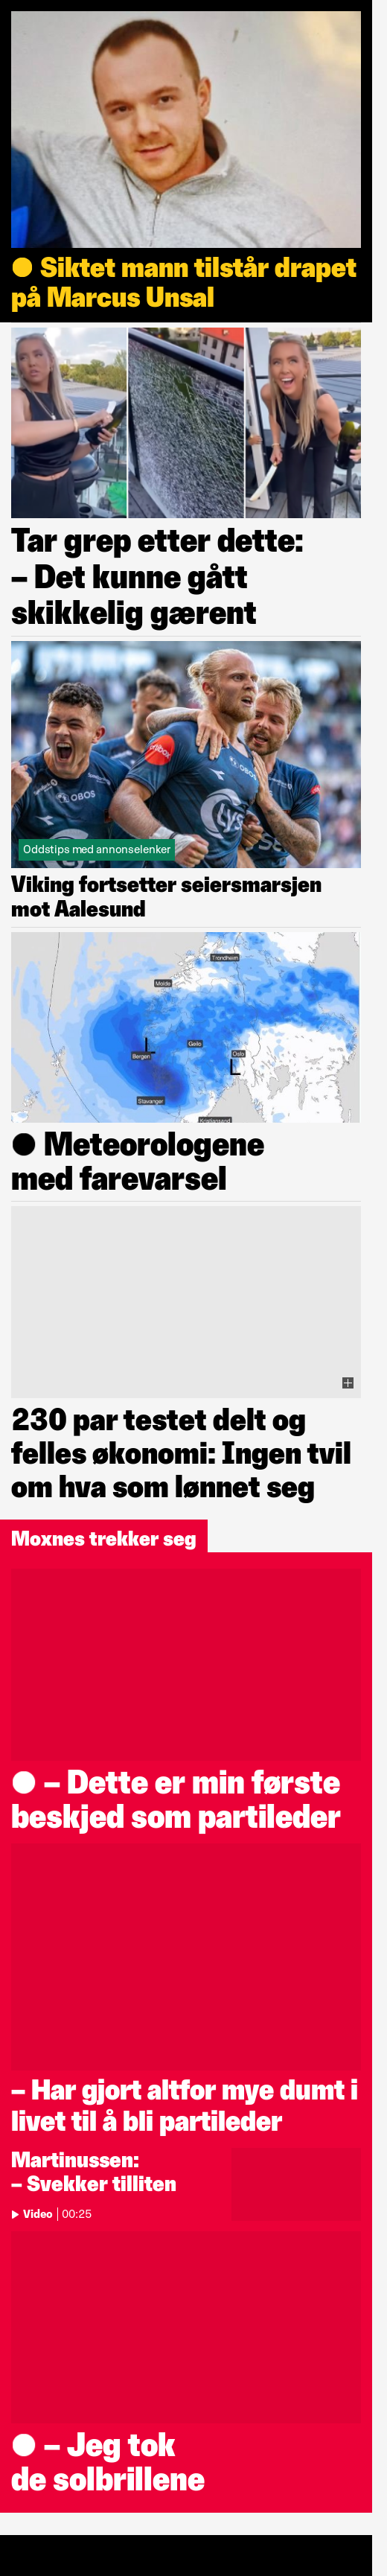 Siktet mann tilstår drapet
på Marcus Unsal
Tar grep etter dette:
– Det kunne gått
skikkelig gærent
Oddstips med annonselenker
Viking fortsetter seiersmarsjen
mot Aalesund
Trondheim
Molde
Geilo
Bergen
Oslo
L
L
Stavanger
Kristiansund
Meteorologene
med farevarsel
230 par testet delt og
felles økonomi: Ingen tvil
om hva som lønnet seg
Moxnes trekker seg
– Dette er min første
beskjed som partileder
– Har gjort altfor mye dumt i
livet til å bli partileder
Martinussen:
– Svekker tilliten
Video | 00:25
– Jeg tok
de solbrillene